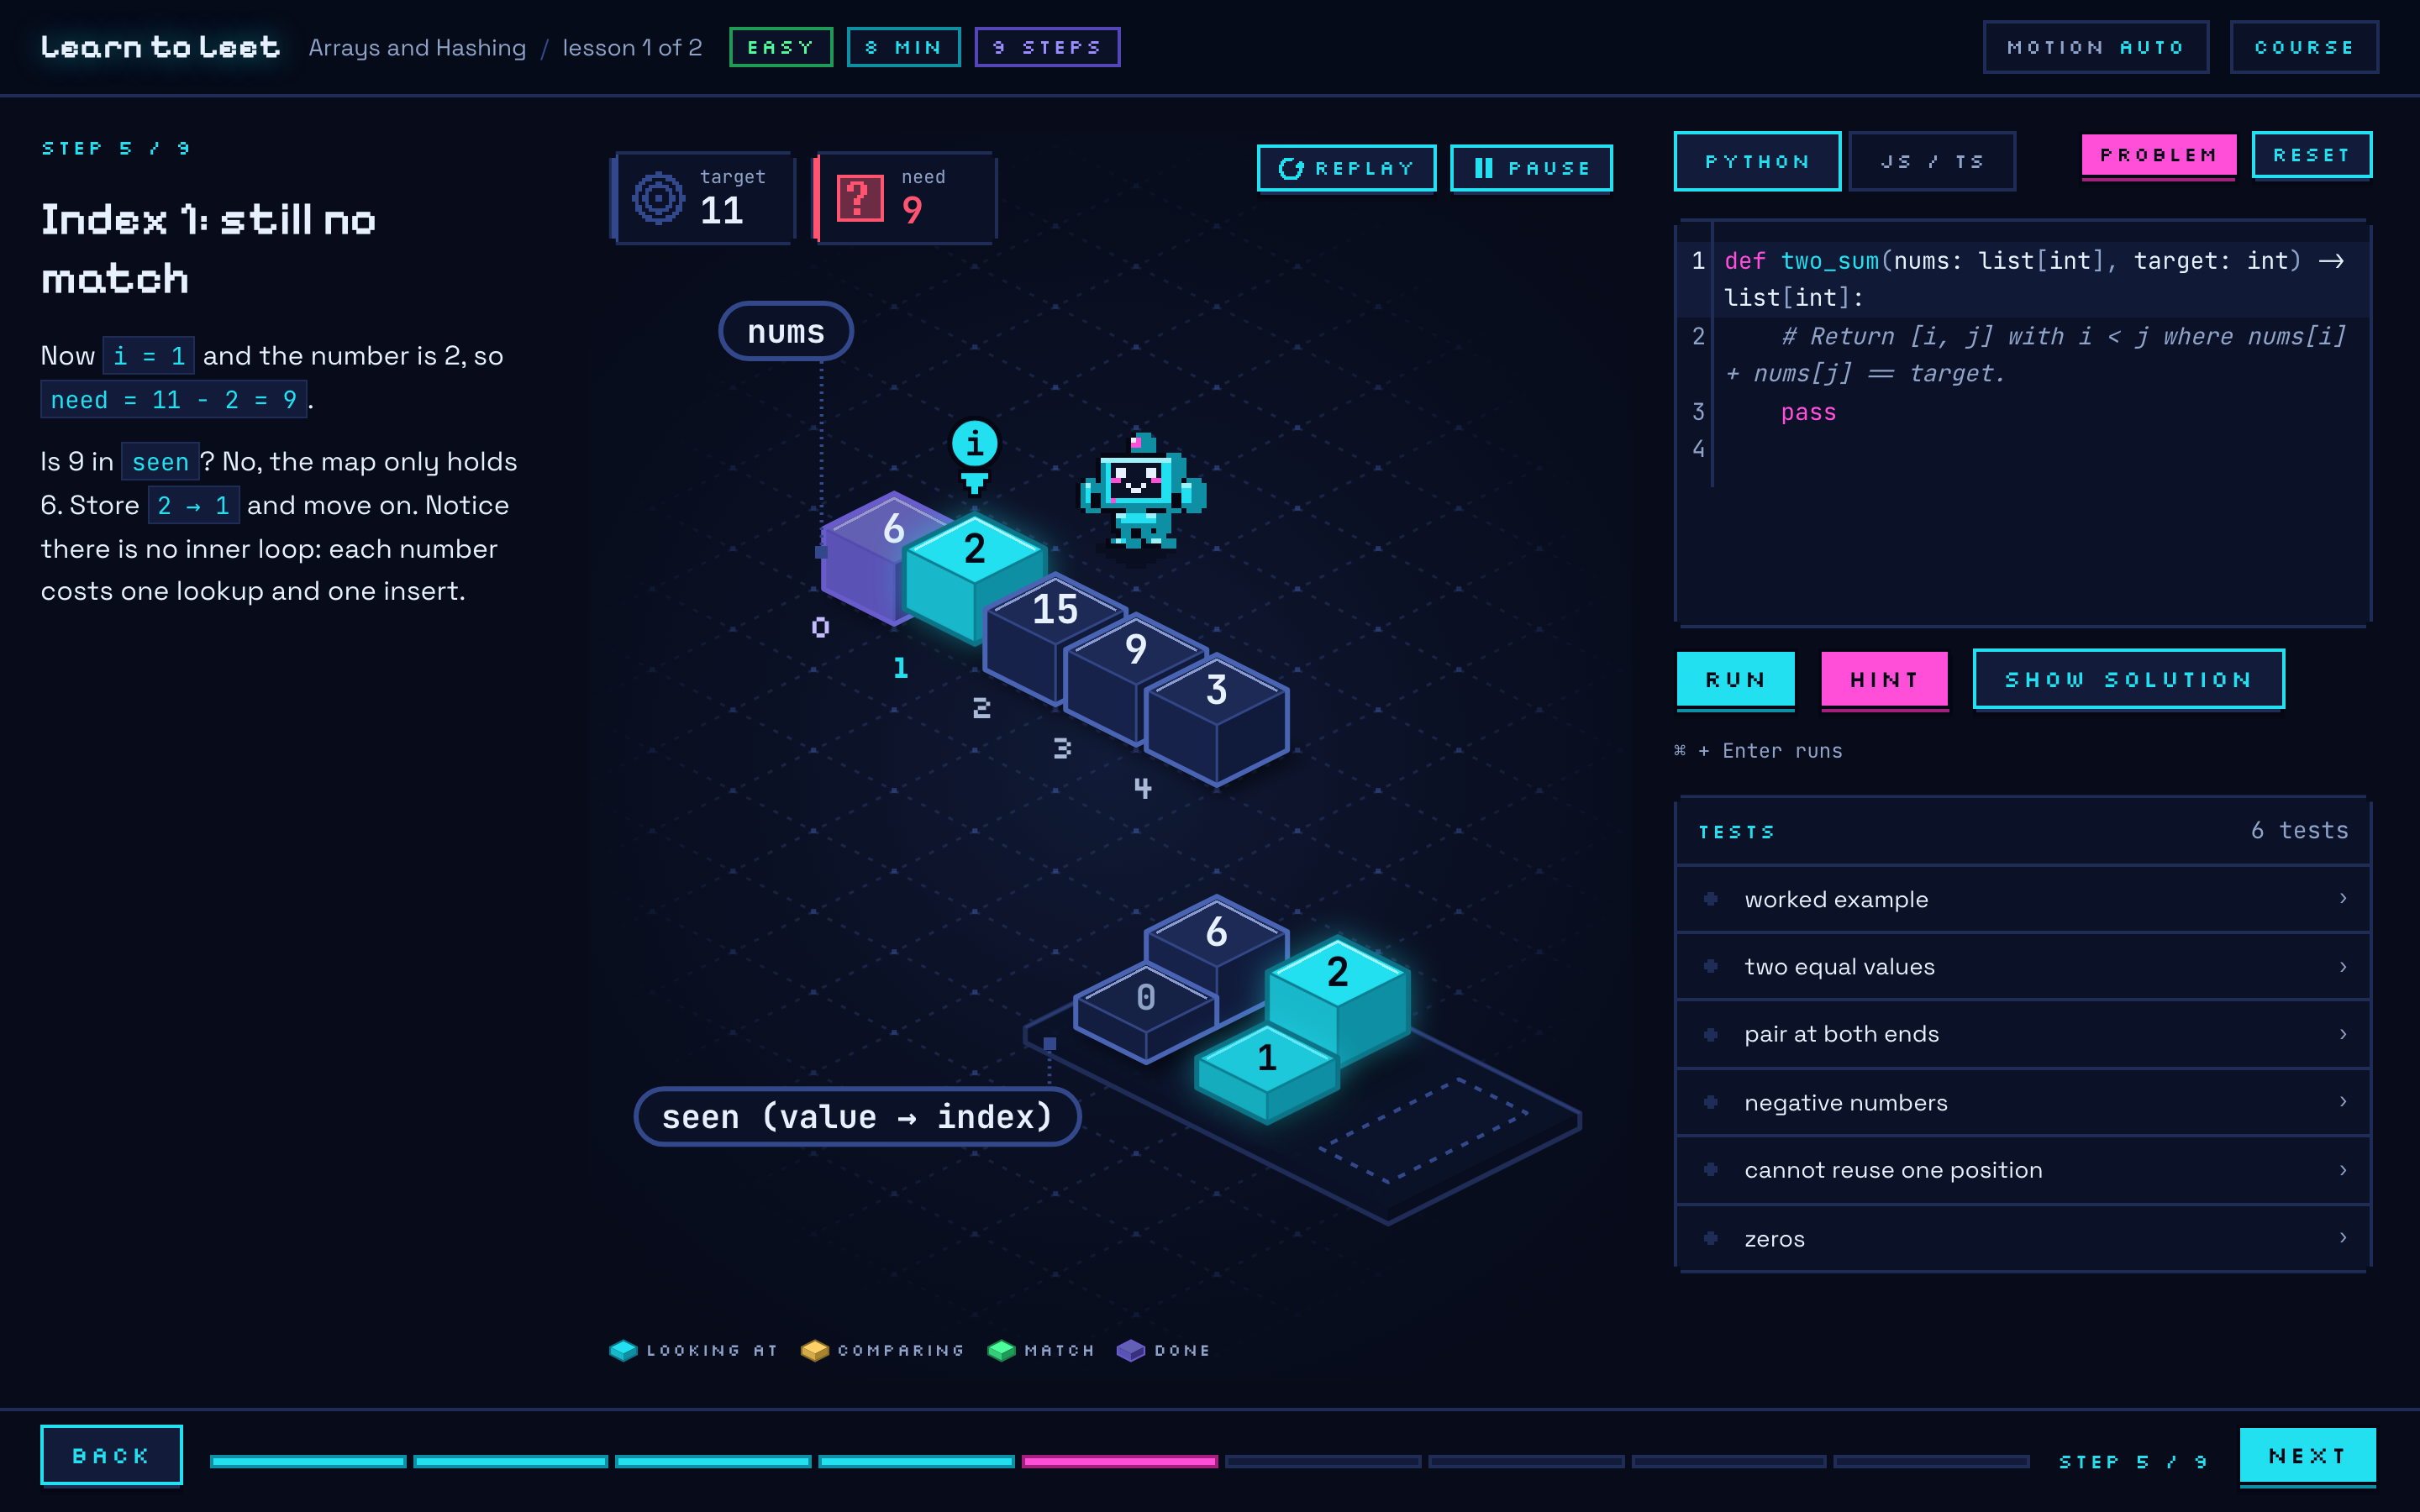 Learn to Leet
Arrays and Hashing / lesson 1 of 2
EASY
8 MIN
9 STEPS
MOTION AUTO
COURSE
STEP 5 / 9
Index 1: still no
match
Now i = 1 and the number is 2, so
need = 11 - 2 = 9.
Is 9 in seen? No, the map only holds
6. Store 2 → 1 and move on. Notice
there is no inner loop: each number
costs one lookup and one insert.
target
11
?
need
9
REPLAY
PAUSE
nums
i
6
2
15
9
3
0
1
2
3
4
6
2
0
1
seen (value → index)
LOOKING AT
COMPARING
MATCH
DONE
PYTHON
JS / TS
PROBLEM
RESET
1 def two_sum(nums: list[int], target: int) ->
list[int]:
2 # Return [i, j] with i < j where nums[i]
+ nums[j] == target.
3 pass
4
RUN
HINT
SHOW SOLUTION
⌘ + Enter runs
TESTS
6 tests
worked example
two equal values
pair at both ends
negative numbers
cannot reuse one position
zeros
BACK
STEP 5 / 9
NEXT